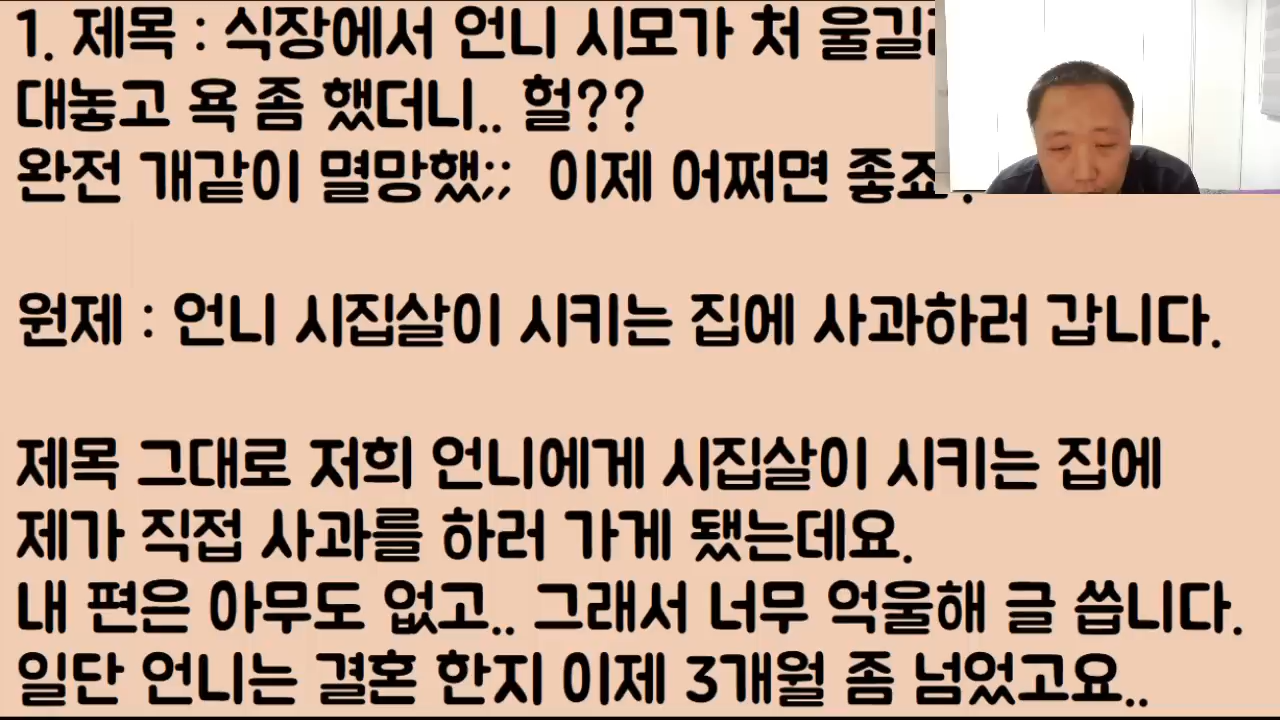 1. 제목 : 식장에서 언니 시모가 처
대놓고 욕 좀 했더니.. 헐??
완전 개같이 멸망했;; 이제 어쩌면 좋죠
원제 : 언니 시집살이 시키는 집에 사과하러 갑니다.
제목 그대로 저희 언니에게 시집살이 시키는 집에
제가 직접 사과를 하러 가게 됐는데요.
내 편은 아무도 없고.. 그래서 너무 억울해 글 씁니다.
일단 언니는 결혼 한지 이제 3개월 좀 넘었고요..